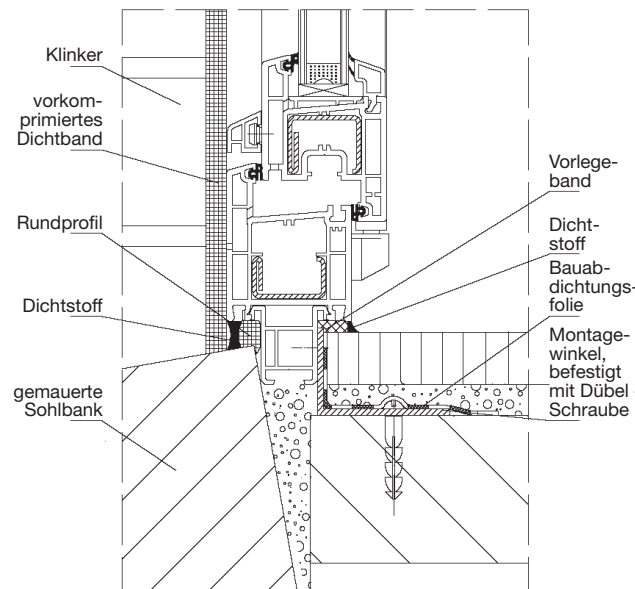 Klinker
vorkom-
primiertes
Dichtband
Rundprofil
Dichtstoff
gemauerte
Sohlbank
Vorlege-
band
Dicht-
stoff
Bauab-
dichtungs-
folie
Montage-
winkel,
befestigt
mit Dübel
Schraube